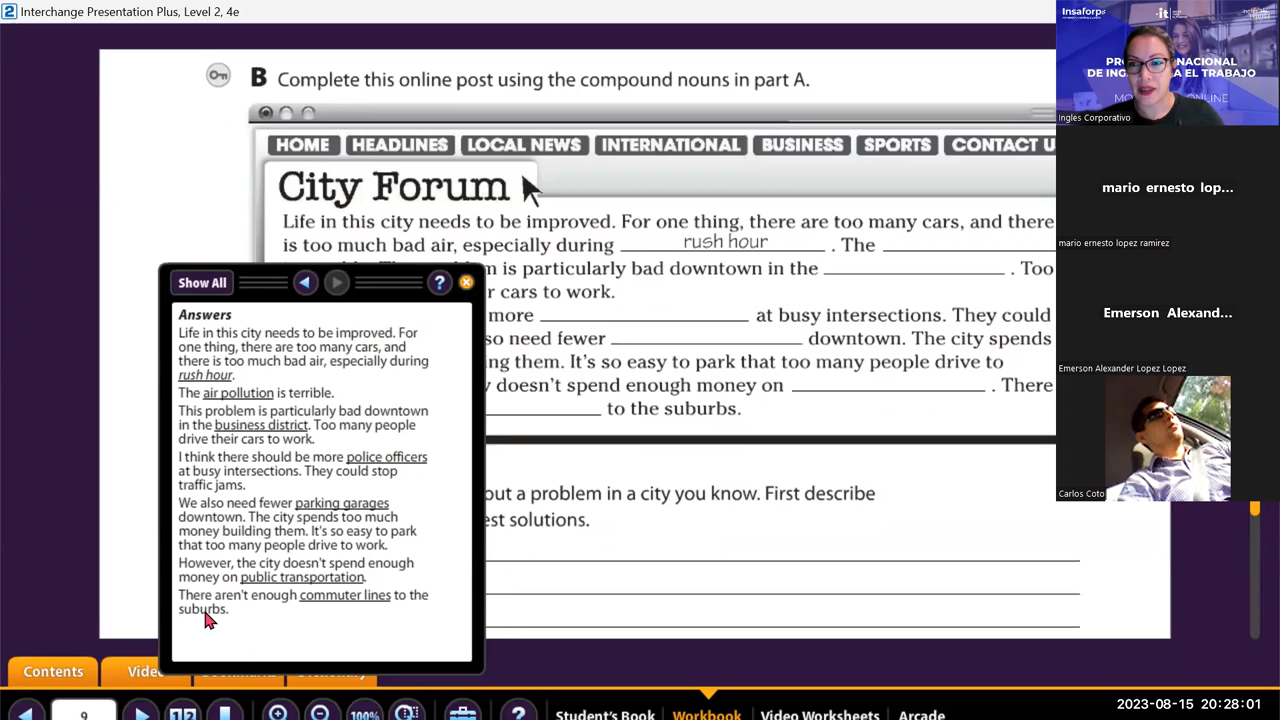 Interchange Presentation Plus, Level 2, 4e
B Complete this online post using the compound nouns in part A.
HOME HEADLINES LOCAL NEWS INTERNATIONAL BUSINESS SPORTS CONTACT U
City Forum
Life in this city needs to be improved. For one thing, there are too many cars, and there
is too much bad air, especially during rush hour . The
is particularly bad downtown in the . Too
r cars to work.
more at busy intersections. They could
so need fewer downtown. The city spends
ng them. It's so easy to park that too many people drive to
y doesn't spend enough money on . There
to the suburbs.
out a problem in a city you know. First describe
est solutions.
Show All
?
Answers
Life in this city needs to be improved. For
one thing, there are too many cars, and
there is too much bad air, especially during
rush hour.
The air pollution is terrible.
This problem is particularly bad downtown
in the business district. Too many people
drive their cars to work.
I think there should be more police officers
at busy intersections. They could stop
traffic jams.
We also need fewer parking garages
downtown. The city spends too much
money building them. It's so easy to park
that too many people drive to work.
However, the city doesn't spend enough
money on public transportation.
There aren't enough commuter lines to the
suburbs.
Contents
Video
Bookmarks
Dictionary
9
100%
?
Student's Book
Workbook
Video Worksheets
Arcade
2023-08-15 20:28:01
Insaforp
Ingles Corporativo
mario ernesto lop...
mario ernesto lopez ramirez
Emerson Alexand...
Emerson Alexander Lopez Lopez
Carlos Coto